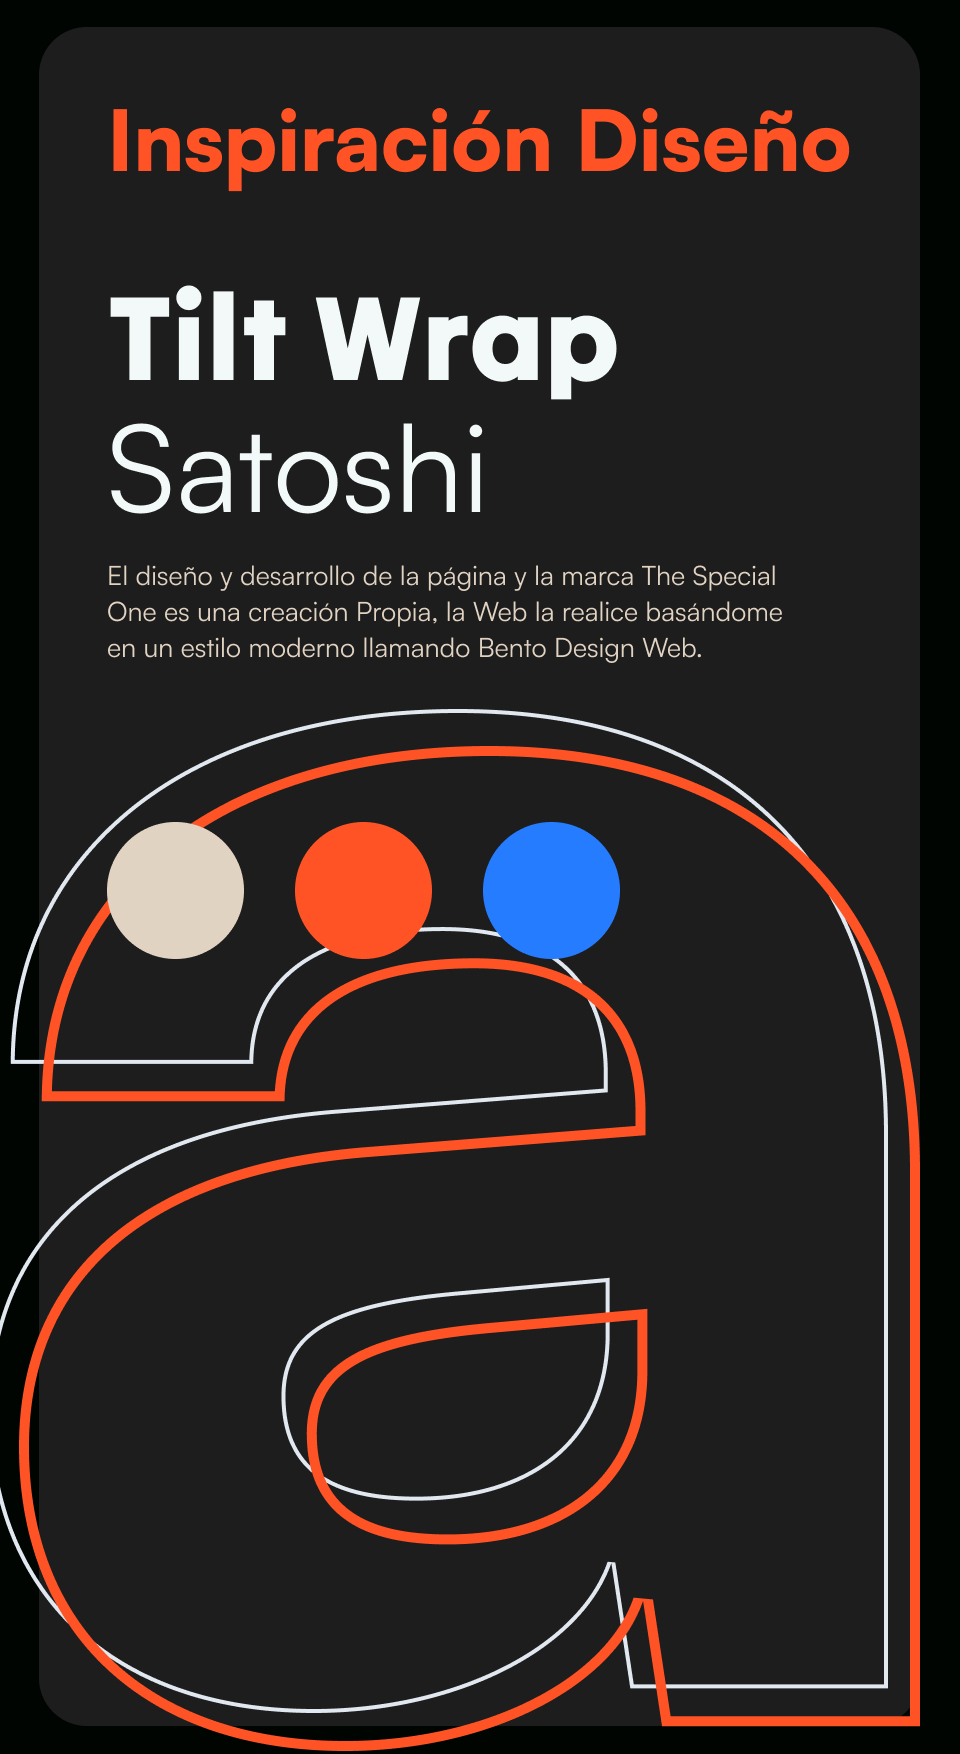 Inspiración Diseño
Tilt Wrap
Satoshi
El diseño y desarrollo de la página y la marca The Special
One es una creación Propia, la Web la realice basándome
en un estilo moderno llamando Bento Design Web.
a